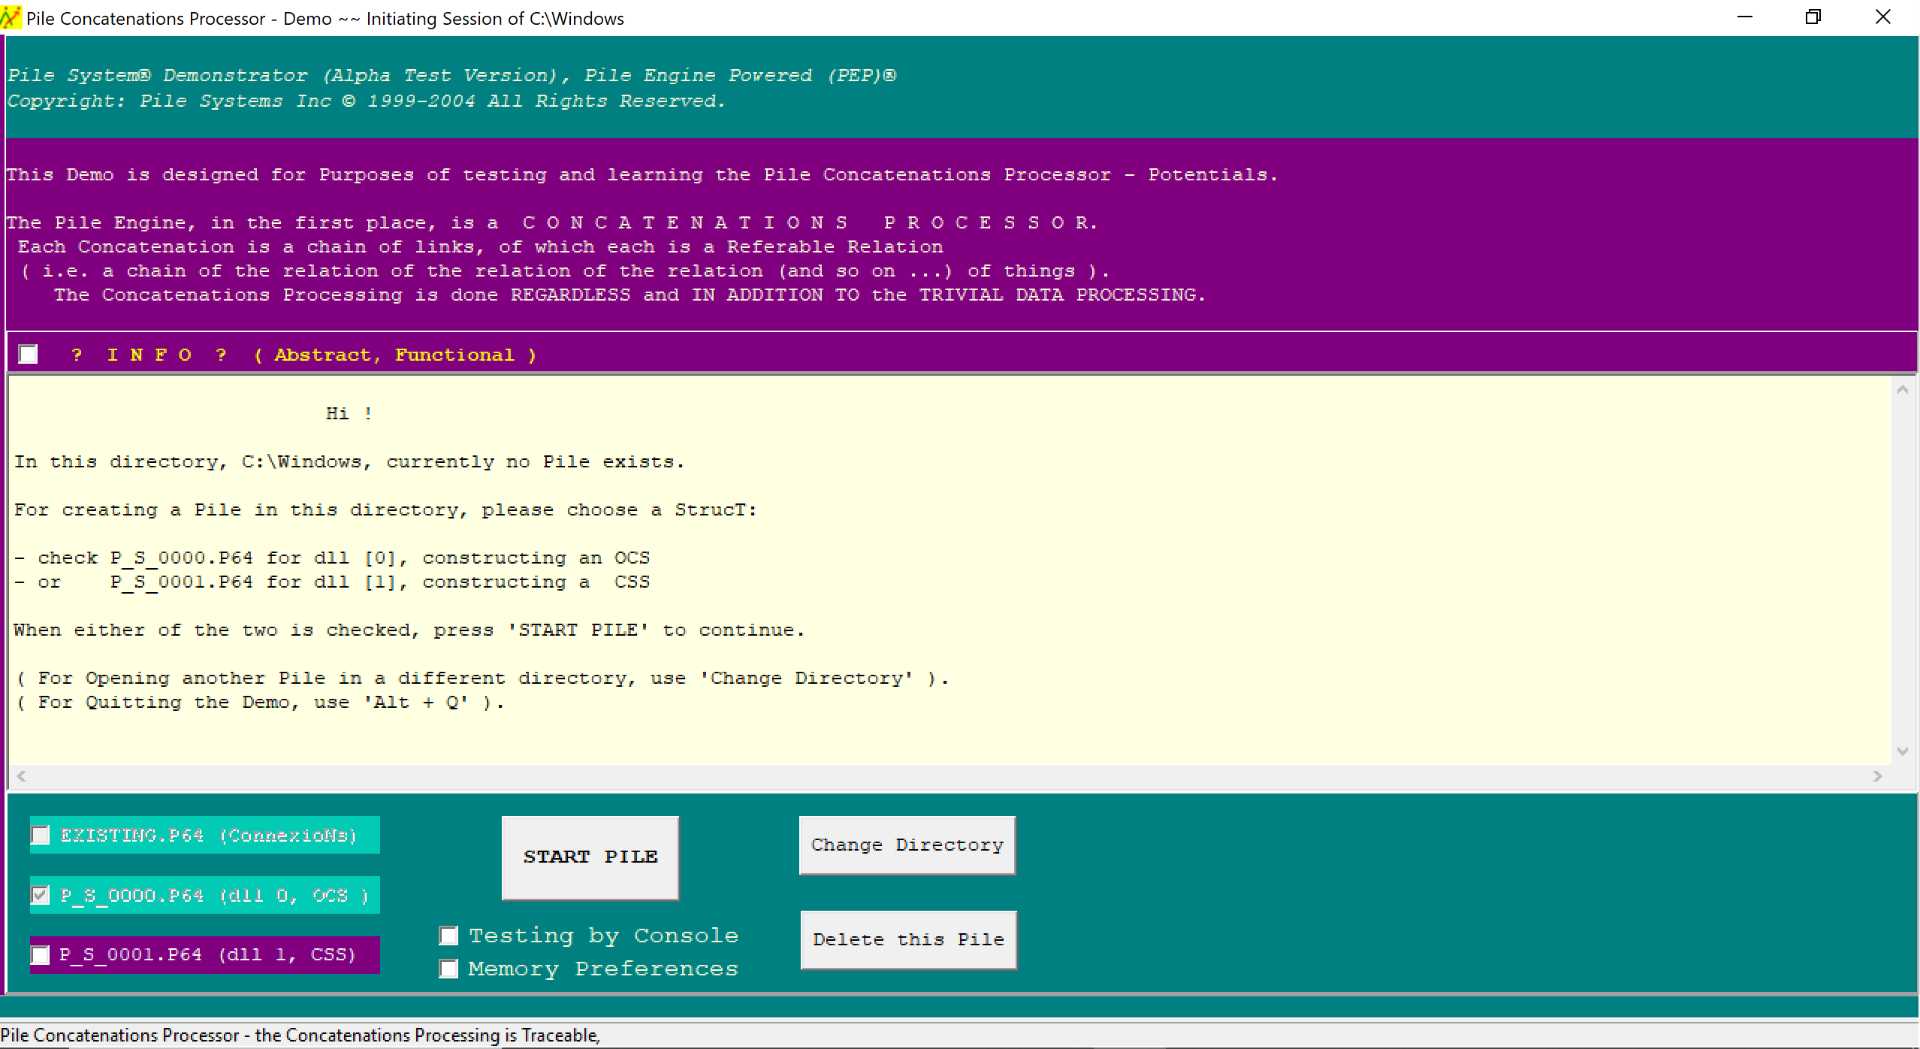 Pile Concatenations Processor - Demo ~~ Initiating Session of C:\Windows
Pile System® Demonstrator (Alpha Test Version), Pile Engine Powered (PEP)®
Copyright: Pile Systems Inc © 1999-2004 All Rights Reserved.
This Demo is designed for Purposes of testing and learning the Pile Concatenations Processor - Potentials.
The Pile Engine, in the first place, is a  C O N C A T E N A T I O N S   P R O C E S S O R.
Each Concatenation is a chain of links, of which each is a Referable Relation
( i.e. a chain of the relation of the relation of the relation (and so on ...) of things ).
The Concatenations Processing is done REGARDLESS and IN ADDITION TO the TRIVIAL DATA PROCESSING.
?  I N F O  ?  ( Abstract, Functional )
Hi !
In this directory, C:\Windows, currently no Pile exists.
For creating a Pile in this directory, please choose a StrucT:
- check P_S_0000.P64 for dll [0], constructing an OCS
- or    P_S_0001.P64 for dll [1], constructing a  CSS
When either of the two is checked, press 'START PILE' to continue.
( For Opening another Pile in a different directory, use 'Change Directory' ).
( For Quitting the Demo, use 'Alt + Q' ).
EXISTING.P64 (ConnexioNs)
P_S_0000.P64 (dll 0, OCS )
P_S_0001.P64 (dll 1, CSS)
START PILE
Testing by Console
Memory Preferences
Change Directory
Delete this Pile
Pile Concatenations Processor - the Concatenations Processing is Traceable,